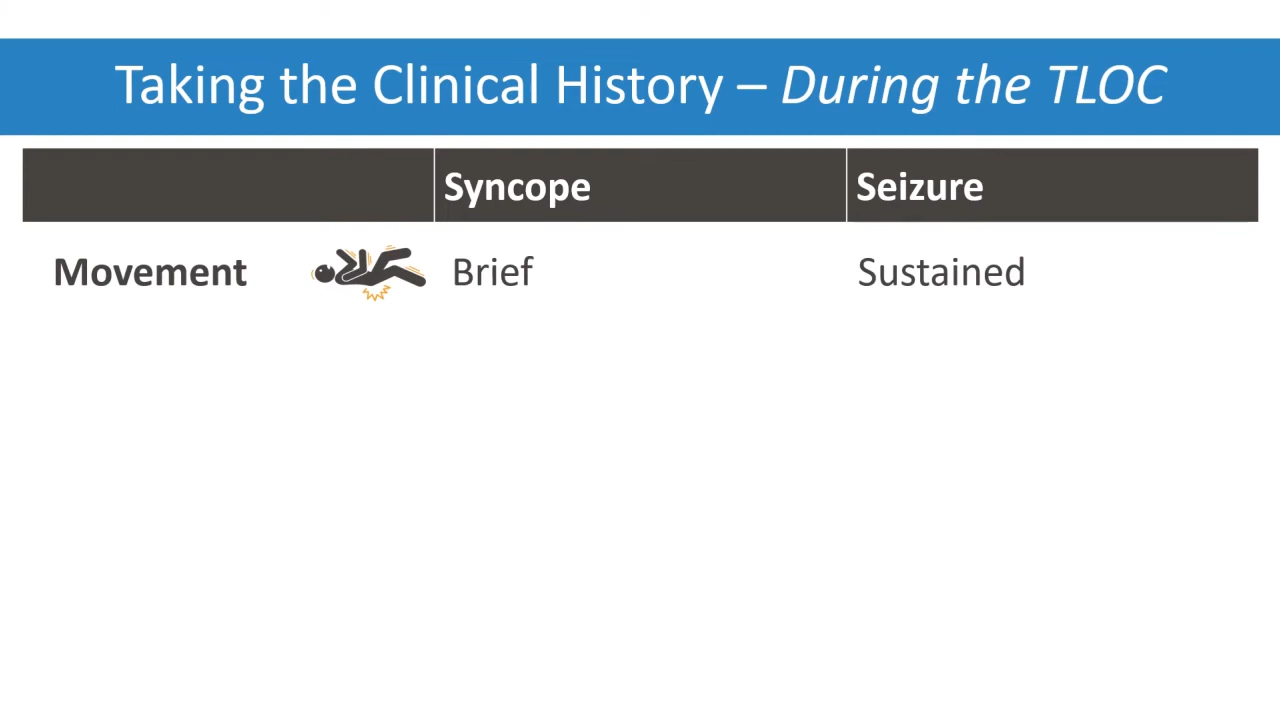 Taking the Clinical History – During the TLOC
Syncope Seizure
Movement Brief Sustained